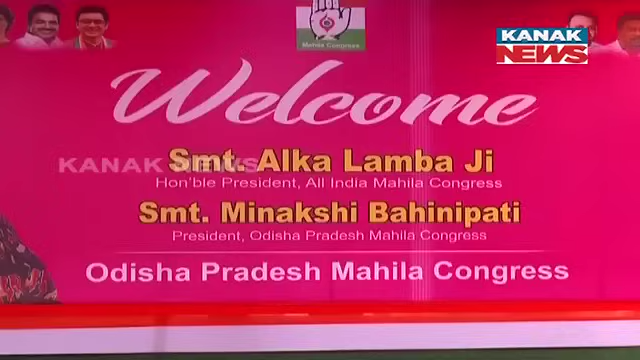 Mahila Congress
KANAK
NEWS
Welcome
KANAK NEWS
Smt. Alka Lamba Ji
Hon'ble President, All India Mahila Congress
Smt. Minakshi Bahinipati
President, Odisha Pradesh Mahila Congress
Odisha Pradesh Mahila Congress